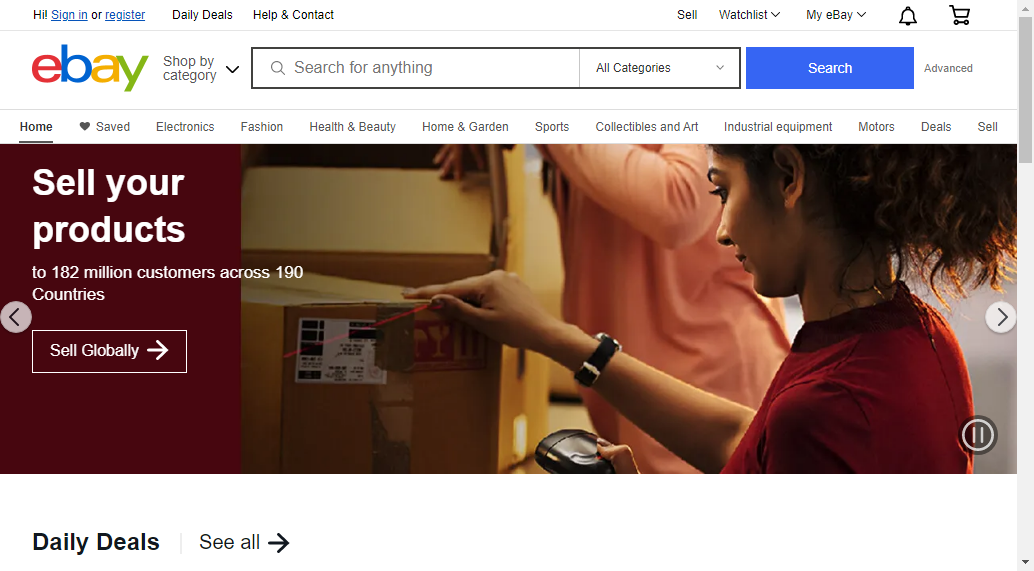 Hi! Sign in or register Daily Deals Help & Contact Sell Watchlist My eBay
ebay
Shop by
category
Search for anything All Categories Search Advanced
Home Saved Electronics Fashion Health & Beauty Home & Garden Sports Collectibles and Art Industrial equipment Motors Deals Sell
Sell your
products
to 182 million customers across 190
Countries
Sell Globally
Daily Deals See all